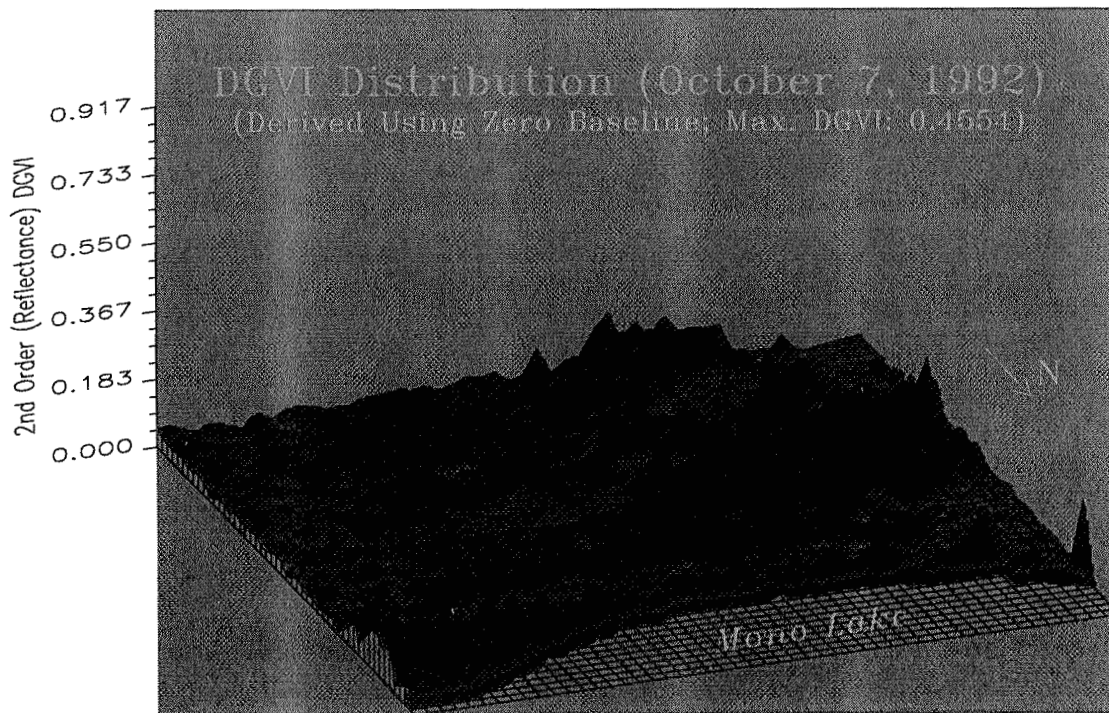 DGVI Distribution (October 7, 1992)
(Derived Using Zero Baseline; Max. DGVI: 0.4554)
0.917
0.733
0.550
0.367
0.183
0.000
2nd Order (Reflectance) DGVI
N
Mono Lake